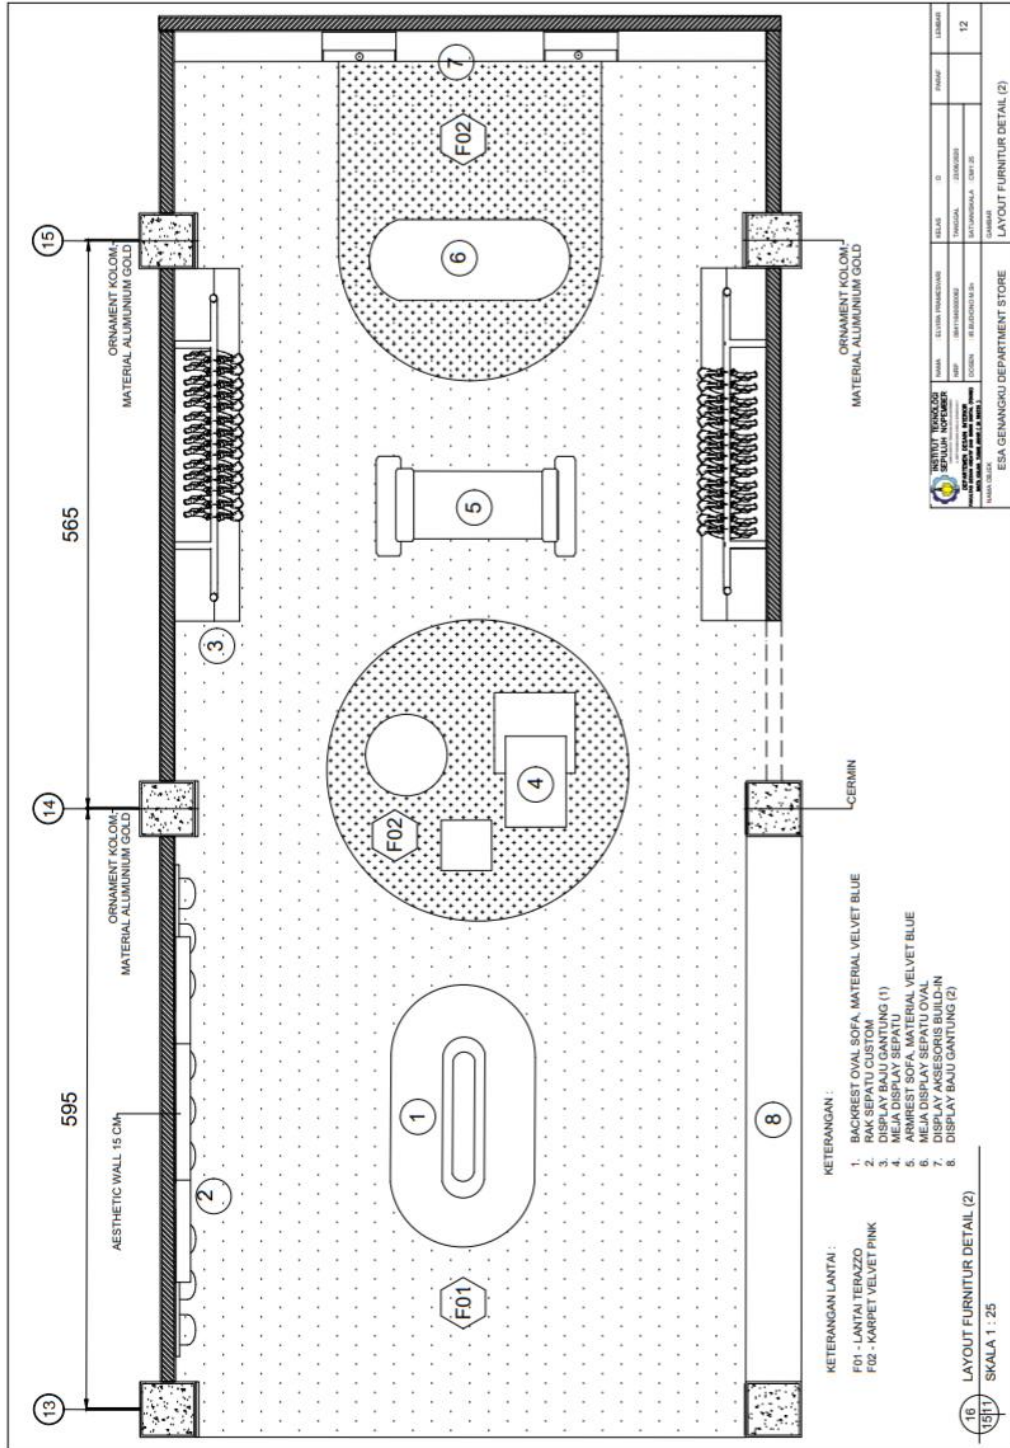 13
14
15
595
565
AESTHETIC WALL 15 CM
ORNAMENT KOLOM,
MATERIAL ALUMUNIUM GOLD
ORNAMENT KOLOM,
MATERIAL ALUMUNIUM GOLD
2
3
F01
1
F02
4
5
6
F02
7
8
CERMIN
ORNAMENT KOLOM,
MATERIAL ALUMUNIUM GOLD
KETERANGAN LANTAI :
F01 - LANTAI TERAZZO
F02 - KARPET VELVET PINK
KETERANGAN :
1. BACKREST OVAL SOFA, MATERIAL VELVET BLUE
2. RAK SEPATU CUSTOM
3. DISPLAY BAJU GANTUNG (1)
4. MEJA DISPLAY SEPATU
5. ARMREST SOFA, MATERIAL VELVET BLUE
6. MEJA DISPLAY SEPATU OVAL
7. DISPLAY AKSESORIS BUILD-IN
8. DISPLAY BAJU GANTUNG (2)
16
15 11
LAYOUT FURNITUR DETAIL (2)
SKALA 1 : 25
INSTITUT TEKNOLOGI
SEPULUH NOPEMBER
NAMA
NRP
DOSEN
KELAS : D
TANGGAL
SATUAN/SKALA : CM/1:25
PARAF
LEMBAR
12
NAMA OBJEK
ESA GENANGKU DEPARTMENT STORE
GAMBAR
LAYOUT FURNITUR DETAIL (2)